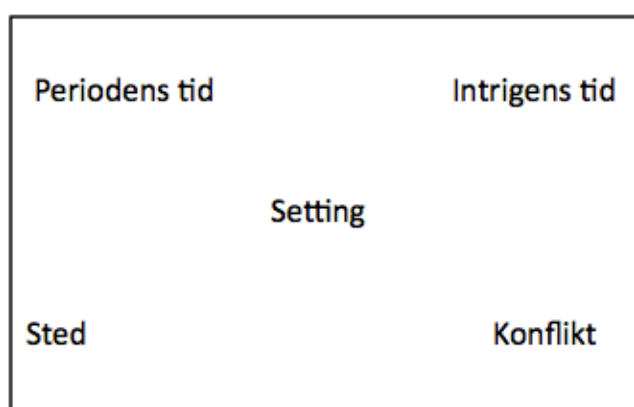 Periodens tid
Intrigens tid
Setting
Sted
Konflikt